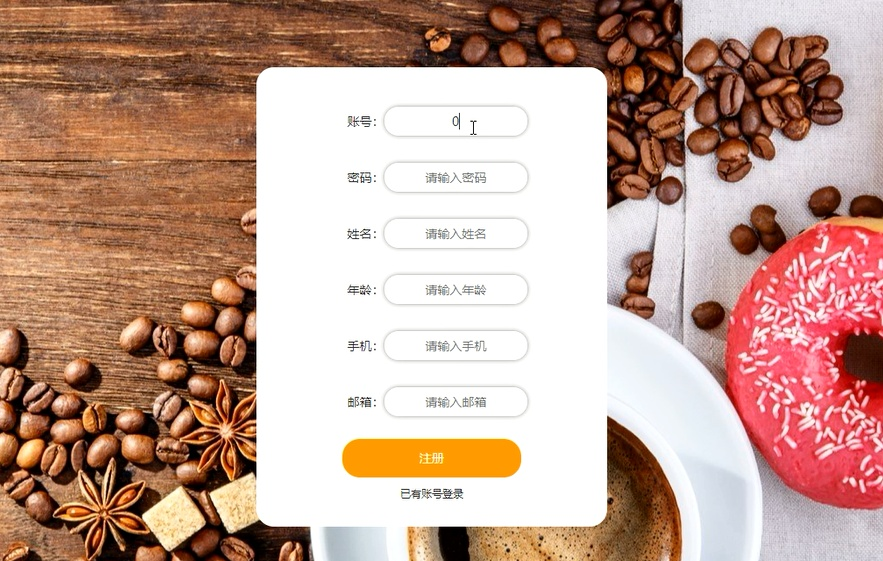 账号： 0
密码： 请输入密码
姓名： 请输入姓名
年龄： 请输入年龄
手机： 请输入手机
邮箱： 请输入邮箱
注册
已有账号登录